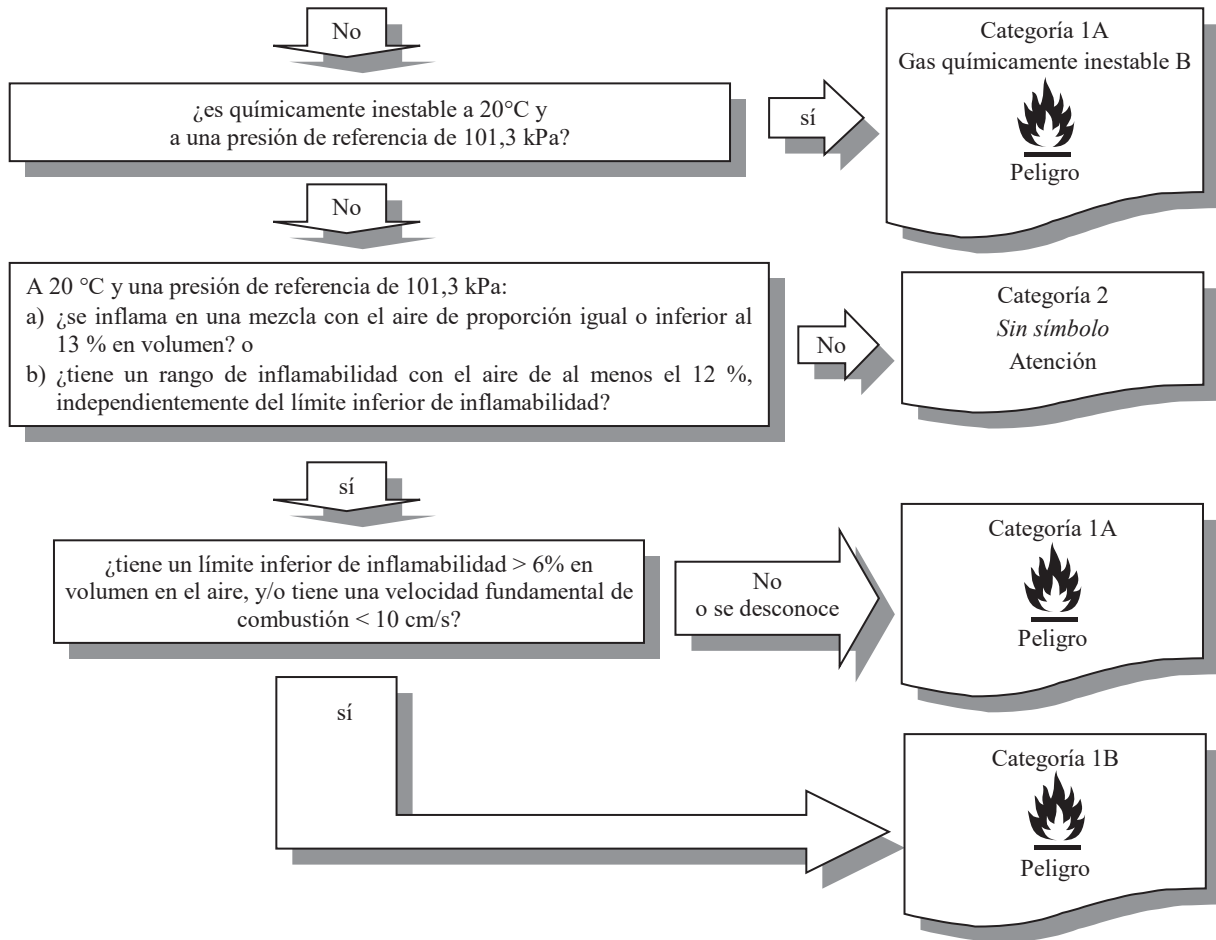 No
¿es químicamente inestable a 20°C y
a una presión de referencia de 101,3 kPa?
sí
Categoría 1A
Gas químicamente inestable B
Peligro
No
A 20 °C y una presión de referencia de 101,3 kPa:
a) ¿se inflama en una mezcla con el aire de proporción igual o inferior al
13 % en volumen? o
b) ¿tiene un rango de inflamabilidad con el aire de al menos el 12 %,
independientemente del límite inferior de inflamabilidad?
No
Categoría 2
Sin símbolo
Atención
sí
¿tiene un límite inferior de inflamabilidad > 6% en
volumen en el aire, y/o tiene una velocidad fundamental de
combustión < 10 cm/s?
No
o se desconoce
Categoría 1A
Peligro
sí
Categoría 1B
Peligro